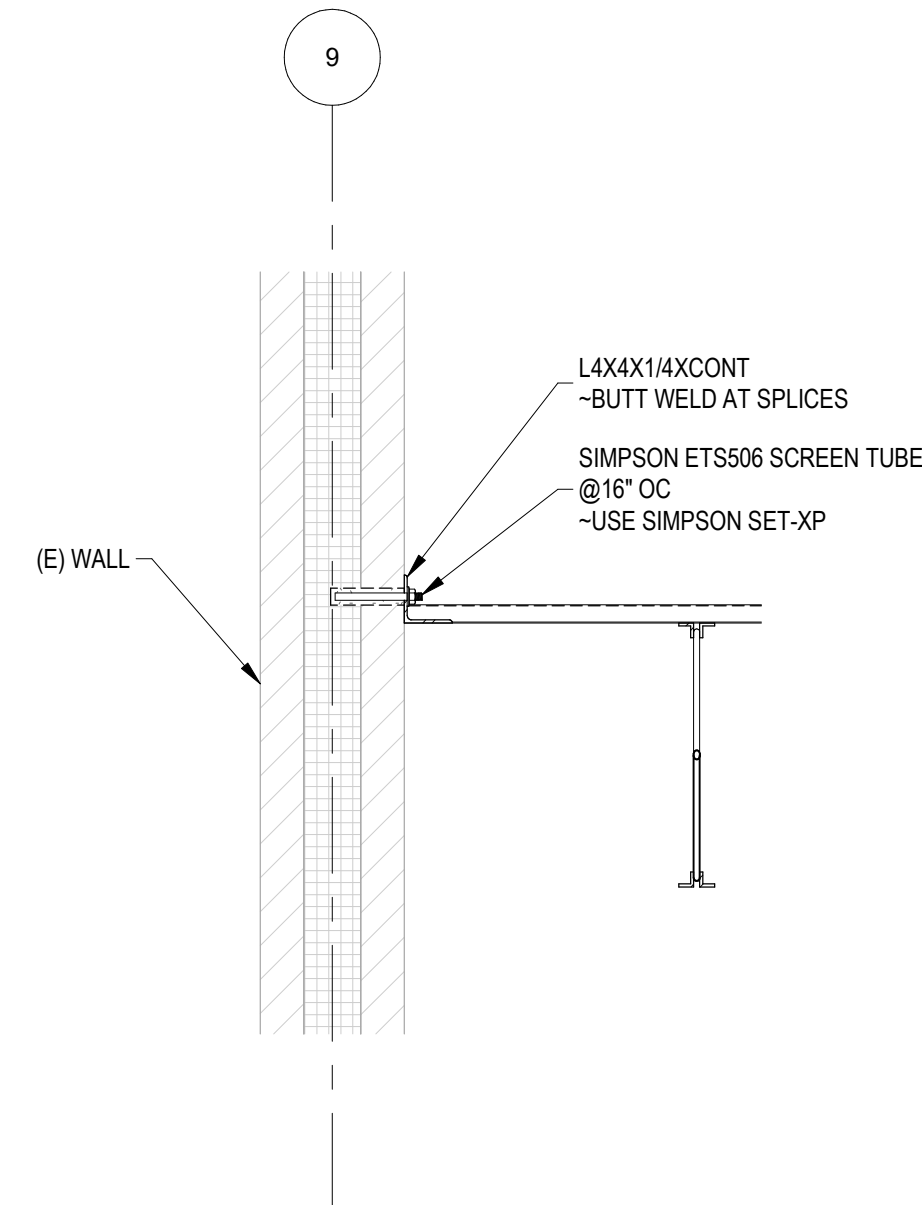 9
L4X4X1/4XCONT
~BUTT WELD AT SPLICES
SIMPSON ETS506 SCREEN TUBE
@16" OC
~USE SIMPSON SET-XP
(E) WALL